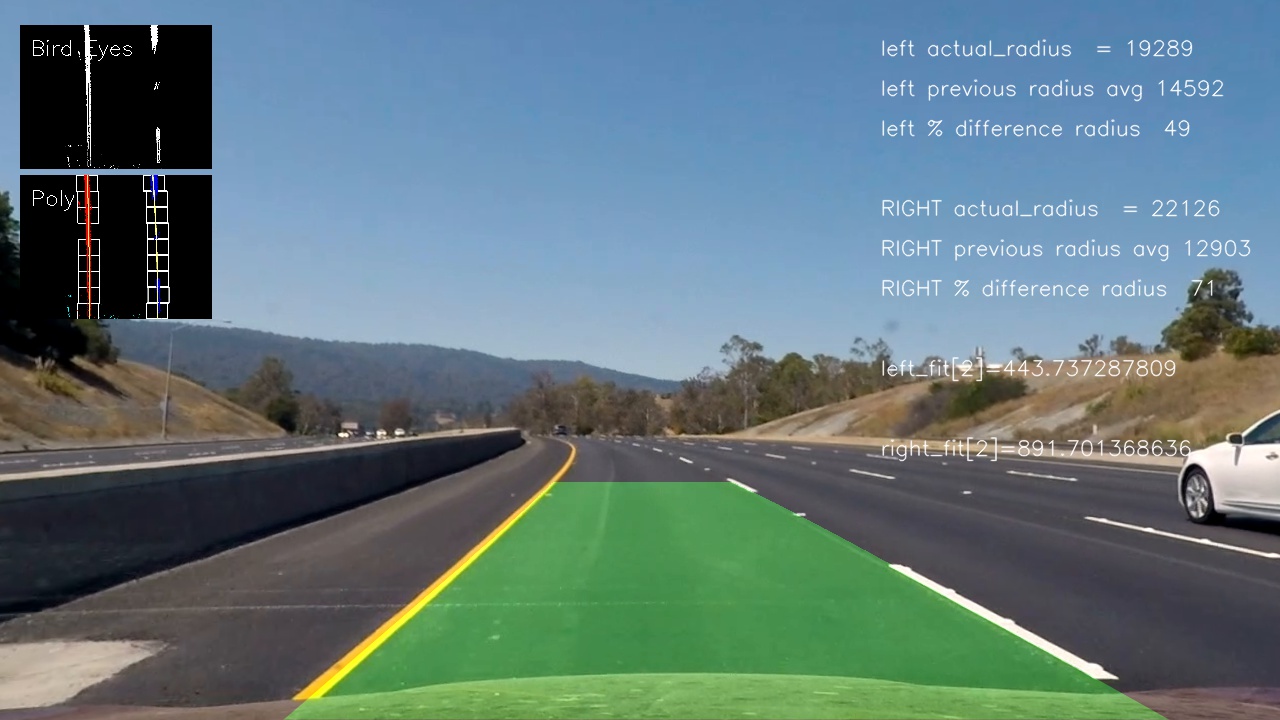 Bird Eyes
Poly
left actual_radius = 19289
left previous radius avg 14592
left % difference radius 49
RIGHT actual_radius = 22126
RIGHT previous radius avg 12903
RIGHT % difference radius 71
left_fit[2]=443.737287809
right_fit[2]=891.701368636